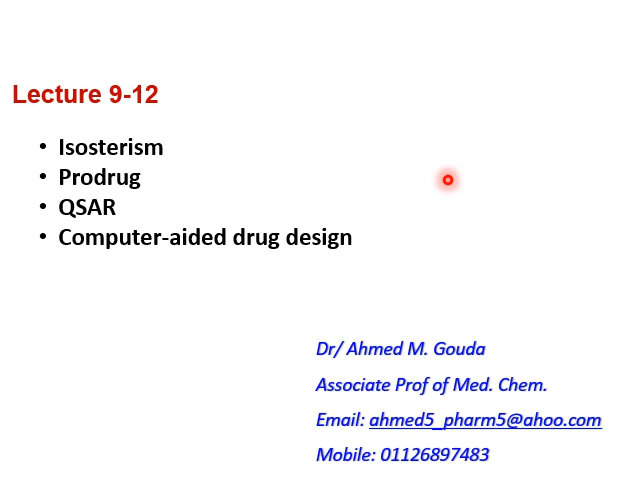 Lecture 9-12
• Isosterism
• Prodrug
• QSAR
• Computer-aided drug design
Dr/ Ahmed M. Gouda
Associate Prof of Med. Chem.
Email: ahmed5_pharm5@ahoo.com
Mobile: 01126897483